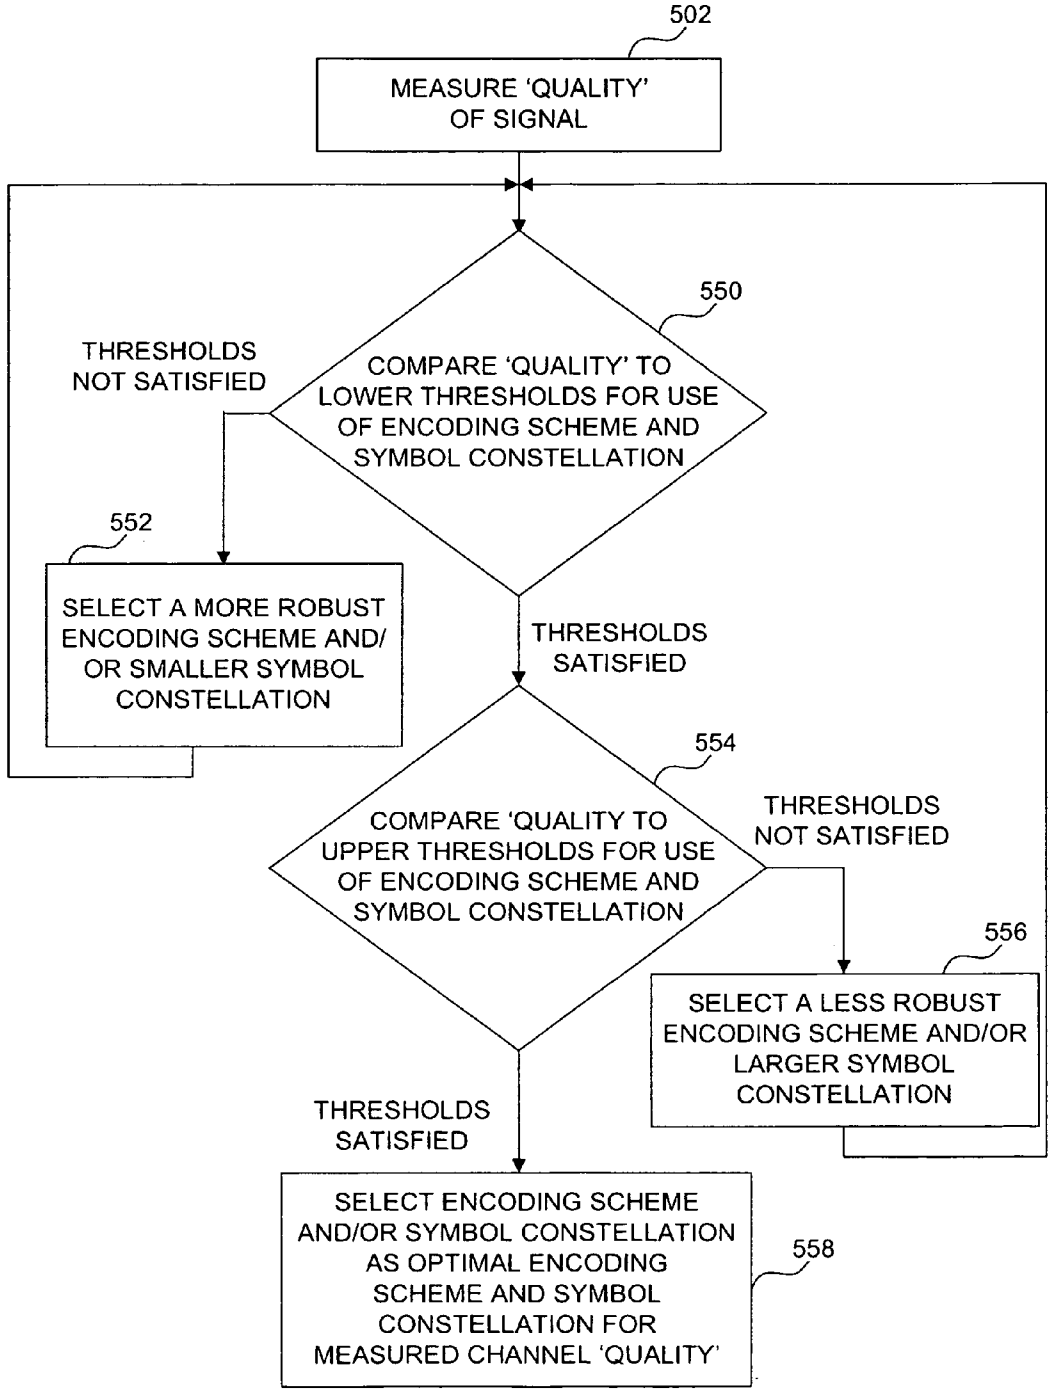 502
MEASURE ‘QUALITY’
OF SIGNAL
550
COMPARE ‘QUALITY’ TO
LOWER THRESHOLDS FOR USE
OF ENCODING SCHEME AND
SYMBOL CONSTELLATION
THRESHOLDS
NOT SATISFIED
552
SELECT A MORE ROBUST
ENCODING SCHEME AND/
OR SMALLER SYMBOL
CONSTELLATION
THRESHOLDS
SATISFIED
554
COMPARE ‘QUALITY TO
UPPER THRESHOLDS FOR USE
OF ENCODING SCHEME AND
SYMBOL CONSTELLATION
THRESHOLDS
NOT SATISFIED
556
SELECT A LESS ROBUST
ENCODING SCHEME AND/OR
LARGER SYMBOL
CONSTELLATION
THRESHOLDS
SATISFIED
SELECT ENCODING SCHEME
AND/OR SYMBOL CONSTELLATION
AS OPTIMAL ENCODING
SCHEME AND SYMBOL
CONSTELLATION FOR
MEASURED CHANNEL ‘QUALITY’
558